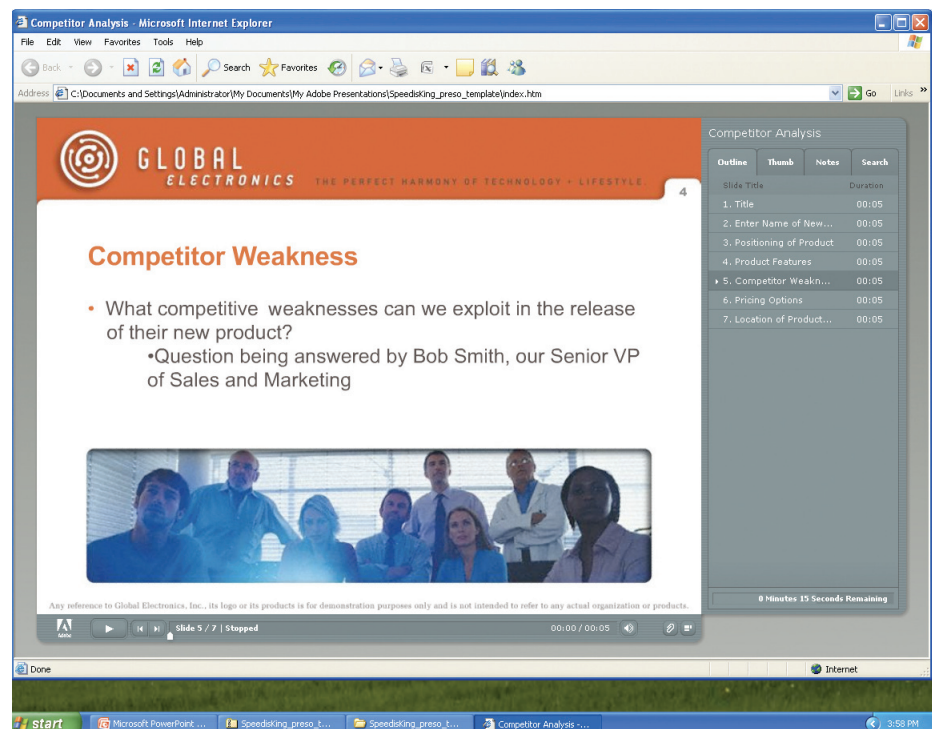 Competitor Analysis - Microsoft Internet Explorer
File Edit View Favorites Tools Help
Back Search Favorites
Address C:\Documents and Settings\Administrator\My Documents\My Adobe Presentations\SpeedisKing_preso_template\index.htm Go Links »
GLOBAL
ELECTRONICS THE PERFECT HARMONY OF TECHNOLOGY + LIFESTYLE.
4
Competitor Weakness
• What competitive weaknesses can we exploit in the release
of their new product?
•Question being answered by Bob Smith, our Senior VP
of Sales and Marketing
Any reference to Global Electronics, Inc., its logo or its products is for demonstration purposes only and is not intended to refer to any actual organization or products.
Adobe Slide 5 / 7 | Stopped 00:00 / 00:05
Competitor Analysis
Outline Thumb Notes Search
Slide Title Duration
1. Title 00:05
2. Enter Name of New... 00:05
3. Positioning of Product 00:05
4. Product Features 00:05
5. Competitor Weakn... 00:05
6. Pricing Options 00:05
7. Location of Product... 00:05
0 Minutes 15 Seconds Remaining
Done Internet
start Microsoft PowerPoint ... SpeedisKing_preso_t... SpeedisKing_preso_t... Competitor Analysis -... 3:58 PM